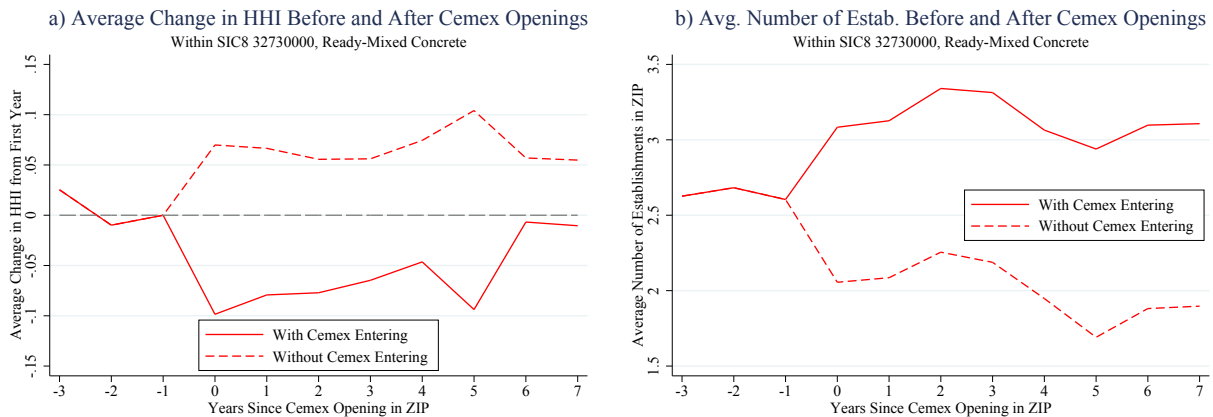 a) Average Change in HHI Before and After Cemex Openings
Within SIC8 32730000, Ready-Mixed Concrete
Average Change in HHI from First Year
.15
.1
.05
0
-.05
-.1
-.15
With Cemex Entering
Without Cemex Entering
-3 -2 -1 0 1 2 3 4 5 6 7
Years Since Cemex Opening in ZIP
b) Avg. Number of Estab. Before and After Cemex Openings
Within SIC8 32730000, Ready-Mixed Concrete
Average Number of Establishments in ZIP
3.5
3
2.5
2
1.5
With Cemex Entering
Without Cemex Entering
-3 -2 -1 0 1 2 3 4 5 6 7
Years Since Cemex Opening in ZIP